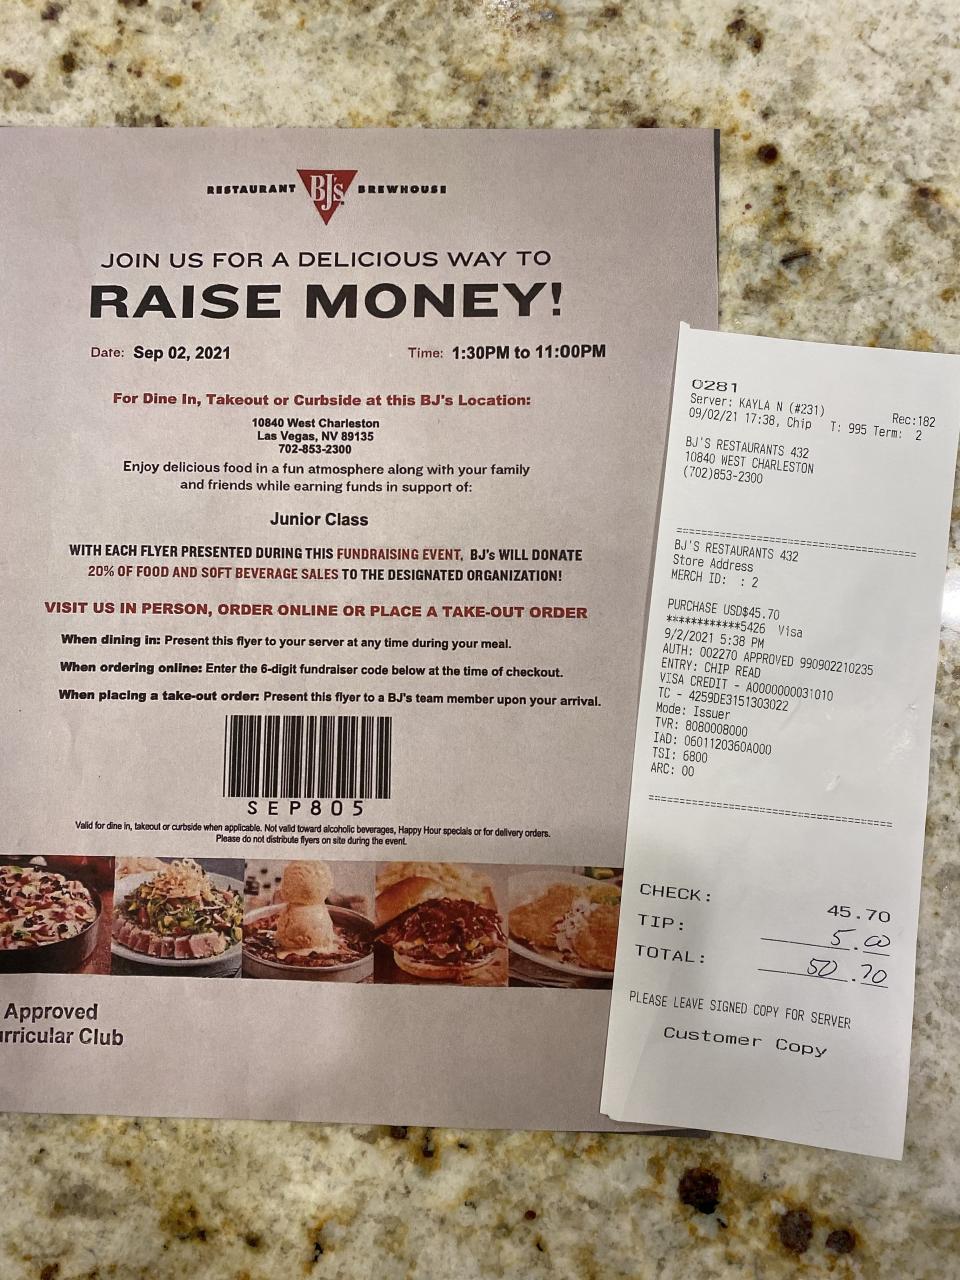 RESTAURANT BJ's BREWHOUSE
JOIN US FOR A DELICIOUS WAY TO
RAISE MONEY!
Date: Sep 02, 2021 Time: 1:30PM to 11:00PM
For Dine In, Takeout or Curbside at this BJ's Location:
10840 West Charleston
Las Vegas, NV 89135
702-853-2300
Enjoy delicious food in a fun atmosphere along with your family
and friends while earning funds in support of:
Junior Class
WITH EACH FLYER PRESENTED DURING THIS FUNDRAISING EVENT, BJ's WILL DONATE
20% OF FOOD AND SOFT BEVERAGE SALES TO THE DESIGNATED ORGANIZATION!
VISIT US IN PERSON, ORDER ONLINE OR PLACE A TAKE-OUT ORDER
When dining in: Present this flyer to your server at any time during your meal.
When ordering online: Enter the 6-digit fundraiser code below at the time of checkout.
When placing a take-out order: Present this flyer to a BJ's team member upon your arrival.
SEP805
Valid for dine in, takeout or curbside when applicable. Not valid toward alcoholic beverages, Happy Hour specials or for delivery orders.
Please do not distribute flyers on site during the event.
Approved
urricular Club
0281
Server: KAYLA N (#231) Rec:182
09/02/21 17:38, Chip T: 995 Term: 2
BJ'S RESTAURANTS 432
10840 WEST CHARLESTON
(702)853-2300
BJ'S RESTAURANTS 432
Store Address
MERCH ID: : 2
PURCHASE USD$45.70
************5426 Visa
9/2/2021 5:38 PM
AUTH: 002270 APPROVED 990902210235
ENTRY: CHIP READ
VISA CREDIT - A0000000031010
TC - 4259DE3151303022
Mode: Issuer
TVR: 8080008000
IAD: 0601120360A000
TSI: 6800
ARC: 00
CHECK: 45.70
TIP: 5.00
TOTAL: 50.70
PLEASE LEAVE SIGNED COPY FOR SERVER
Customer Copy